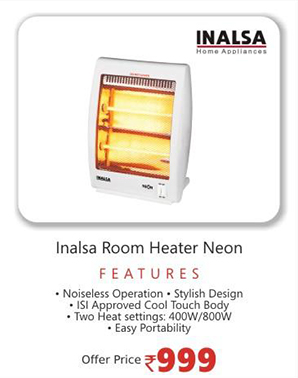 INALSA
Home Appliances
INALSA
NEON
Inalsa Room Heater Neon
FEATURES
• Noiseless Operation • Stylish Design
• ISI Approved Cool Touch Body
• Two Heat settings: 400W/800W
• Easy Portability
Offer Price ₹999